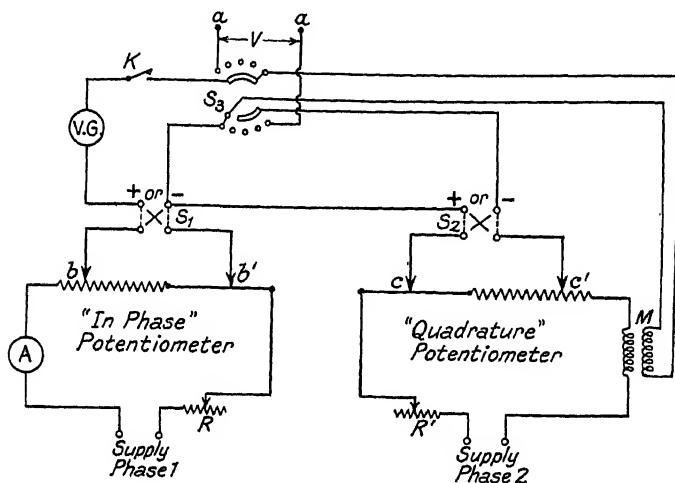 a a
V
K
S3
V.G.
+ or -
S1
+ or -
S2
b b'
c c'
"In Phase"
Potentiometer
"Quadrature"
Potentiometer
M
A
R
R'
Supply
Phase 1
Supply
Phase 2